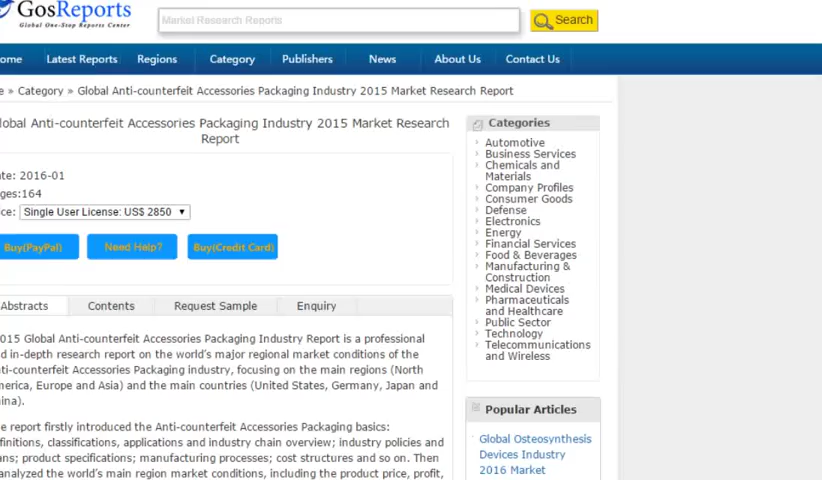 GosReports
Global One-Stop Reports Center
Market Research Reports
Search
ome
Latest Reports
Regions
Category
Publishers
News
About Us
Contact Us
e » Category » Global Anti-counterfeit Accessories Packaging Industry 2015 Market Research Report
lobal Anti-counterfeit Accessories Packaging Industry 2015 Market Research
Report
ate: 2016-01
ges:164
ice: Single User License: US$ 2850
Buy(PayPal)
Need Help?
Buy(Credit Card)
Abstracts
Contents
Request Sample
Enquiry
015 Global Anti-counterfeit Accessories Packaging Industry Report is a professional
d in-depth research report on the world's major regional market conditions of the
ti-counterfeit Accessories Packaging industry, focusing on the main regions (North
merica, Europe and Asia) and the main countries (United States, Germany, Japan and
ina).
e report firstly introduced the Anti-counterfeit Accessories Packaging basics:
finitions, classifications, applications and industry chain overview; industry policies and
ans; product specifications; manufacturing processes; cost structures and so on. Then
analyzed the world's main region market conditions, including the product price, profit,
Categories
Automotive
Business Services
Chemicals and
Materials
Company Profiles
Consumer Goods
Defense
Electronics
Energy
Financial Services
Food & Beverages
Manufacturing &
Construction
Medical Devices
Pharmaceuticals
and Healthcare
Public Sector
Technology
Telecommunications
and Wireless
Popular Articles
Global Osteosynthesis
Devices Industry
2016 Market